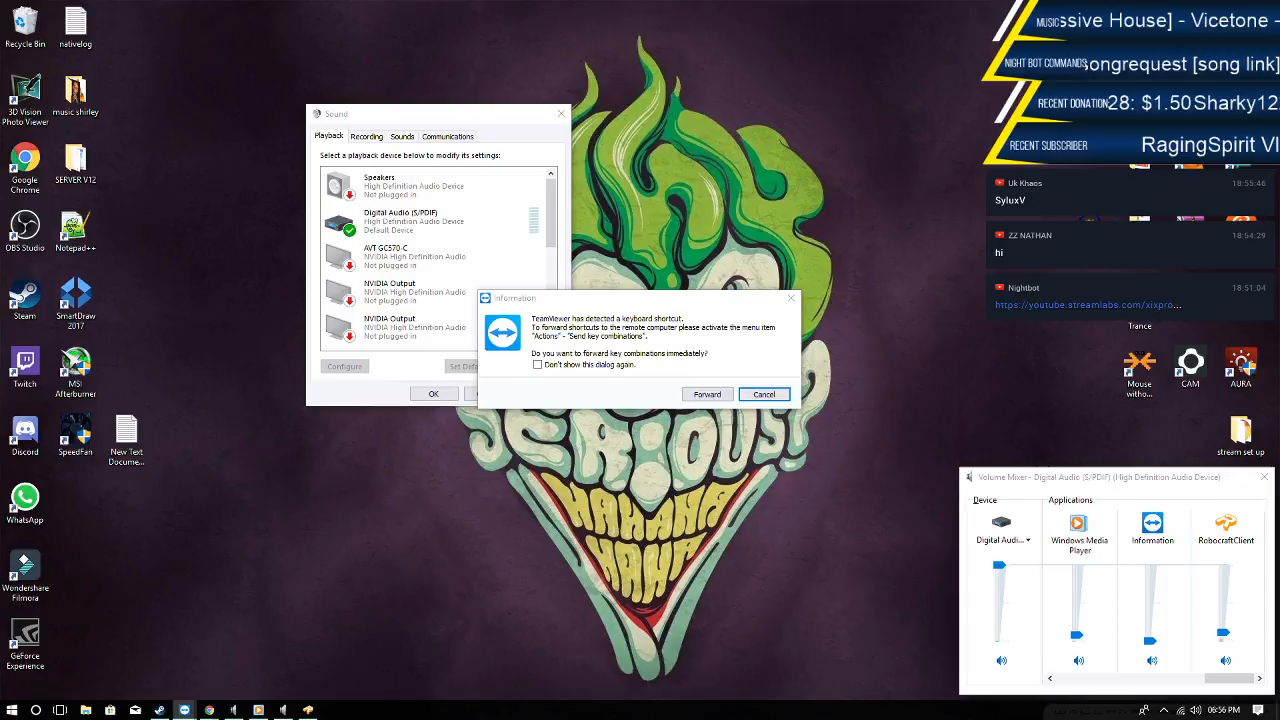 Recycle Bin
nativelog
3D Vision
Photo Viewer
music shirley
Google
Chrome
SERVER V12
OBS Studio
Notepad++
Steam
SmartDraw
2017
Twitch
MSI
Afterburner
Discord
SpeedFan
New Text
Docume...
WhatsApp
Wondershare
Filmora
GeForce
Experience
Sound
Playback
Recording
Sounds
Communications
Select a playback device below to modify its settings:
Speakers
High Definition Audio Device
Not plugged in
Digital Audio (S/PDIF)
High Definition Audio Device
Default Device
AVT GC570-C
NVIDIA High Definition Audio
Not plugged in
NVIDIA Output
NVIDIA High Definition Audio
Not plugged in
NVIDIA Output
NVIDIA High Definition Audio
Not plugged in
Configure
Set Def
OK
Information
TeamViewer has detected a keyboard shortcut.
To forward shortcuts to the remote computer please activate the menu item
"Actions" - "Send key combinations".
Do you want to forward key combinations immediately?
Don't show this dialog again.
Forward
Cancel
SERIOUS?
HAHAHA
HAHA
MUSIC
ssive House] - Vicetone -
NIGHT BOT COMMANDS
songrequest [song link]
RECENT DONATION
28: $1.50Sharky12
RECENT SUBSCRIBER
RagingSpirit VI
Uk Khaos
18:55:46
SyluxV
ZZ NATHAN
18:54:29
hi
Nightbot
18:51:04
https://youtube.streamlabs.com/xixpro...
Trance
Mouse
witho...
CAM
AURA
stream set up
Volume Mixer - Digital Audio (S/PDIF) (High Definition Audio Device)
Device
Applications
Digital Audi...
Windows Media
Player
Information
RobocraftClient
06:56 PM